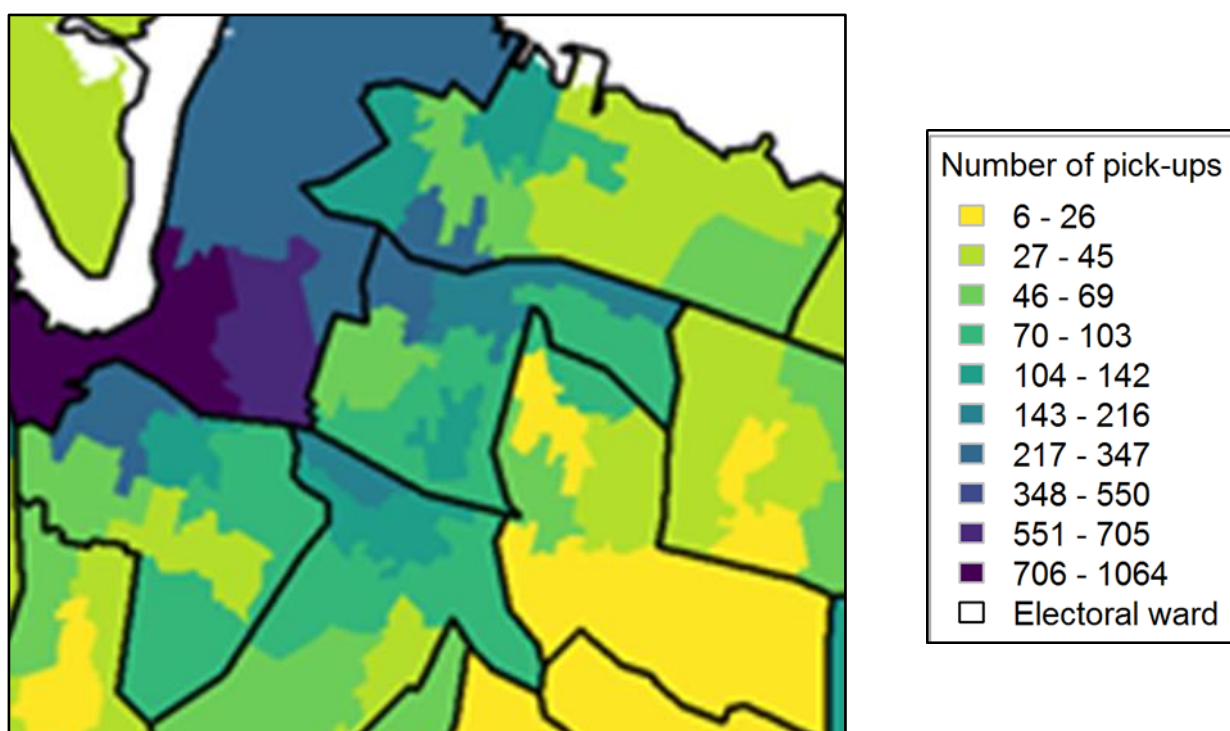 Number of pick-ups
6 - 26
27 - 45
46 - 69
70 - 103
104 - 142
143 - 216
217 - 347
348 - 550
551 - 705
706 - 1064
Electoral ward